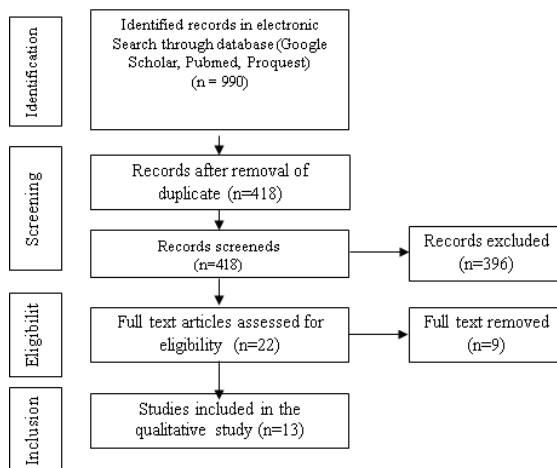 Identification
Identified records in electronic
Search through database (Google
Scholar, Pubmed, Proquest)
(n = 990)
Screening
Records after removal of
duplicate (n=418)
Records screeneds
(n=418)
Records excluded
(n=396)
Eligibilit
Full text articles assessed for
eligibility (n=22)
Full text removed
(n=9)
Inclusion
Studies included in the
qualitative study (n=13)